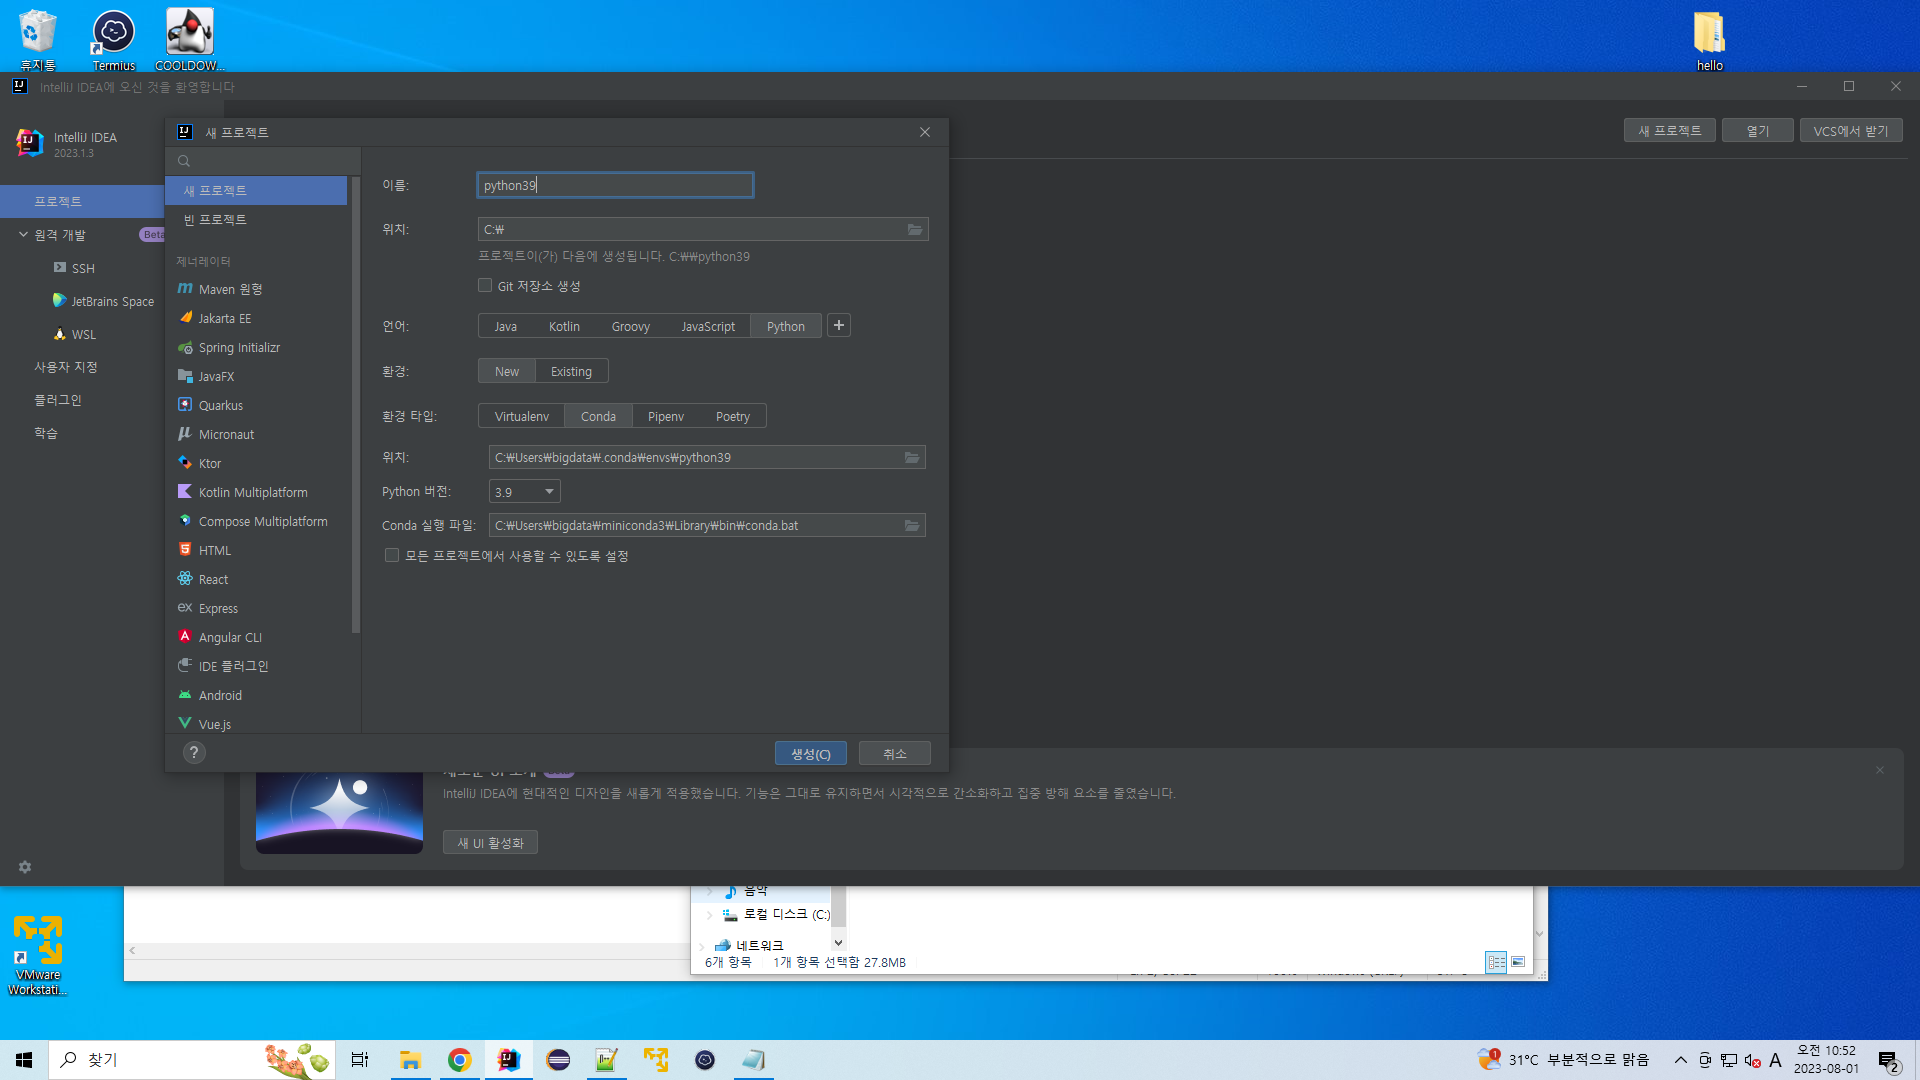 휴지통
Termius
COOLDOW...
hello
IntelliJ IDEA에 오신 것을 환영합니다
IntelliJ IDEA
2023.1.3
새 프로젝트
열기
VCS에서 받기
프로젝트
원격 개발
Beta
SSH
JetBrains Space
WSL
사용자 지정
플러그인
학습
새 프로젝트
새 프로젝트
빈 프로젝트
제너레이터
Maven 원형
Jakarta EE
Spring Initializr
JavaFX
Quarkus
Micronaut
Ktor
Kotlin Multiplatform
Compose Multiplatform
HTML
React
Express
Angular CLI
IDE 플러그인
Android
Vue.js
이름: python39
위치: C:₩
프로젝트이(가) 다음에 생성됩니다. C:₩₩python39
Git 저장소 생성
언어: Java Kotlin Groovy JavaScript Python
환경: New Existing
환경 타입: Virtualenv Conda Pipenv Poetry
위치: C:₩Users₩bigdata₩.conda₩envs₩python39
Python 버전: 3.9
Conda 실행 파일: C:₩Users₩bigdata₩miniconda3₩Library₩bin₩conda.bat
모든 프로젝트에서 사용할 수 있도록 설정
? 생성(C) 취소
IntelliJ IDEA에 현대적인 디자인을 새롭게 적용했습니다. 기능은 그대로 유지하면서 시각적으로 간소화하고 집중 방해 요소를 줄였습니다.
새 UI 활성화
음악
로컬 디스크 (C:)
네트워크
6개 항목 1개 항목 선택함 27.8MB
VMware
Workstati...
찾기
31°C 부분적으로 맑음
A
오전 10:52
2023-08-01
2